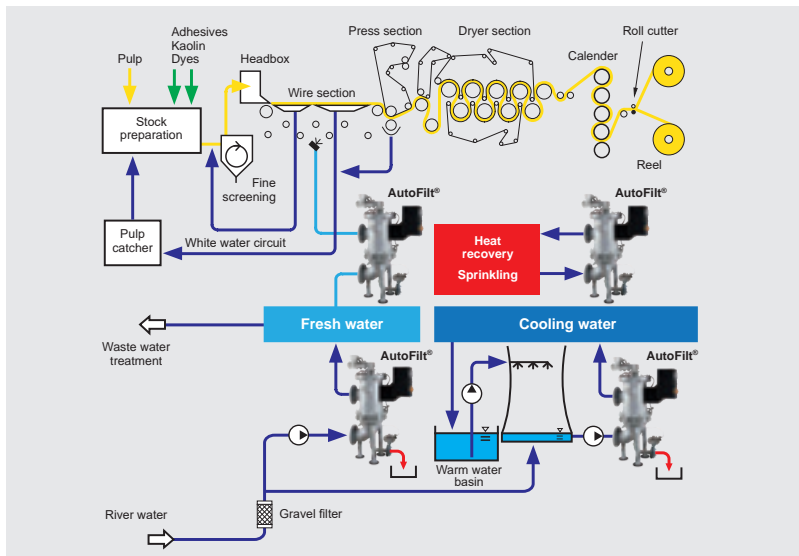 Adhesives
Kaolin
Dyes
Pulp
Headbox
Wire section
Press section
Dryer section
Roll cutter
Calender
Stock
preparation
Fine
screening
Reel
AutoFilt®
AutoFilt®
Pulp
catcher
White water circuit
Heat
recovery
Sprinkling
Fresh water
Cooling water
Waste water
treatment
AutoFilt®
AutoFilt®
Warm water
basin
River water
Gravel filter